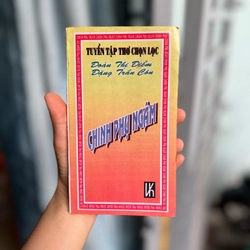 TUYỂN TẬP THƠ CHỌN LỌC
Đoàn Thị Điểm
Đặng Trần Côn
CHINH PHỤ NGÂM